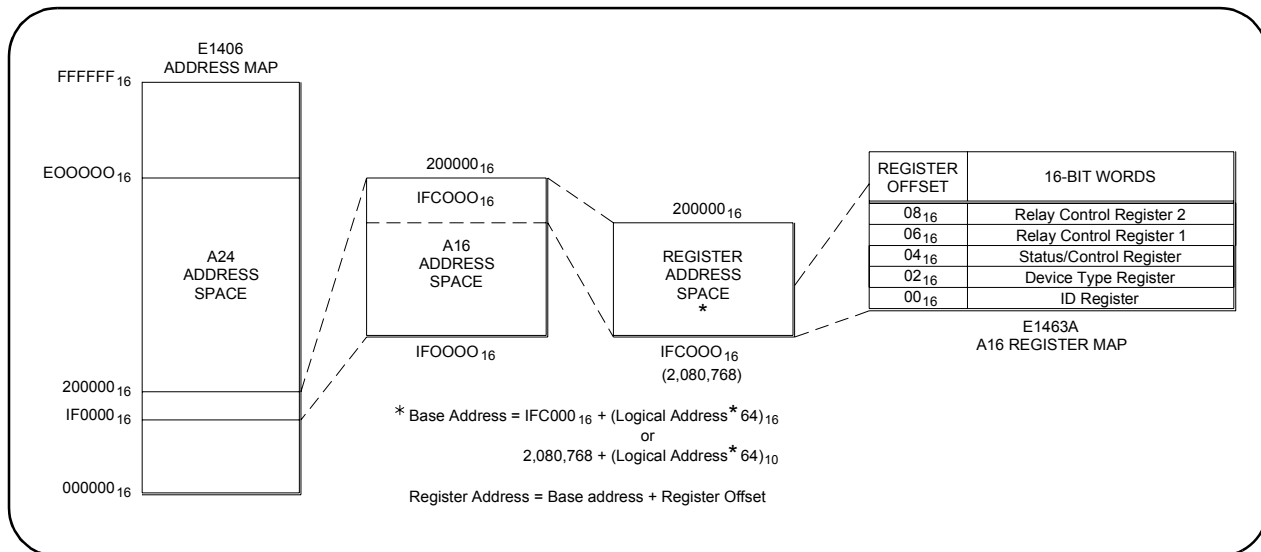 E1406
ADDRESS MAP
FFFFFF16
EOOOOO16
A24
ADDRESS
SPACE
20000016
IF000016
00000016
20000016
IFCOOO16
A16
ADDRESS
SPACE
IFOOOO16
20000016
REGISTER
ADDRESS
SPACE
*
IFCOOO16
(2,080,768)
REGISTER OFFSET 16-BIT WORDS
0816 Relay Control Register 2
0616 Relay Control Register 1
0416 Status/Control Register
0216 Device Type Register
0016 ID Register
E1463A
A16 REGISTER MAP
* Base Address = IFC00016 + (Logical Address* 64)16
or
2,080,768 + (Logical Address* 64)10
Register Address = Base address + Register Offset